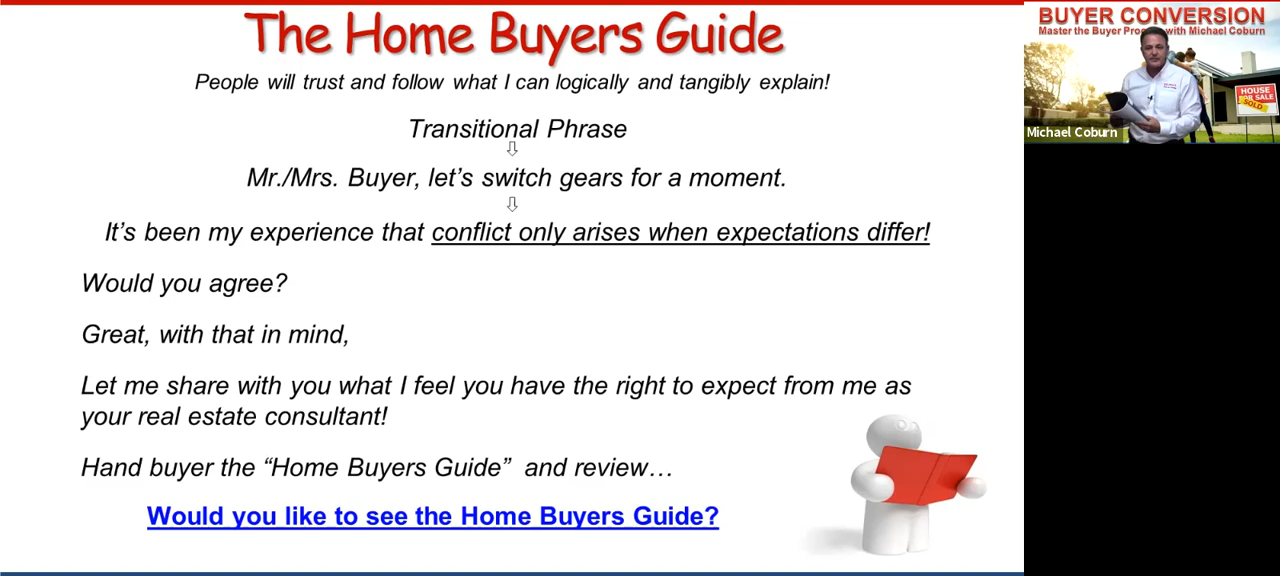 The Home Buyers Guide
People will trust and follow what I can logically and tangibly explain!
Transitional Phrase
Mr./Mrs. Buyer, let's switch gears for a moment.
It's been my experience that conflict only arises when expectations differ!
Would you agree?
Great, with that in mind,
Let me share with you what I feel you have the right to expect from me as
your real estate consultant!
Hand buyer the “Home Buyers Guide” and review…
Would you like to see the Home Buyers Guide?
BUYER CONVERSION
Master the Buyer with Michael Coburn
HOUSE
FOR SALE
SOLD
Michael Coburn